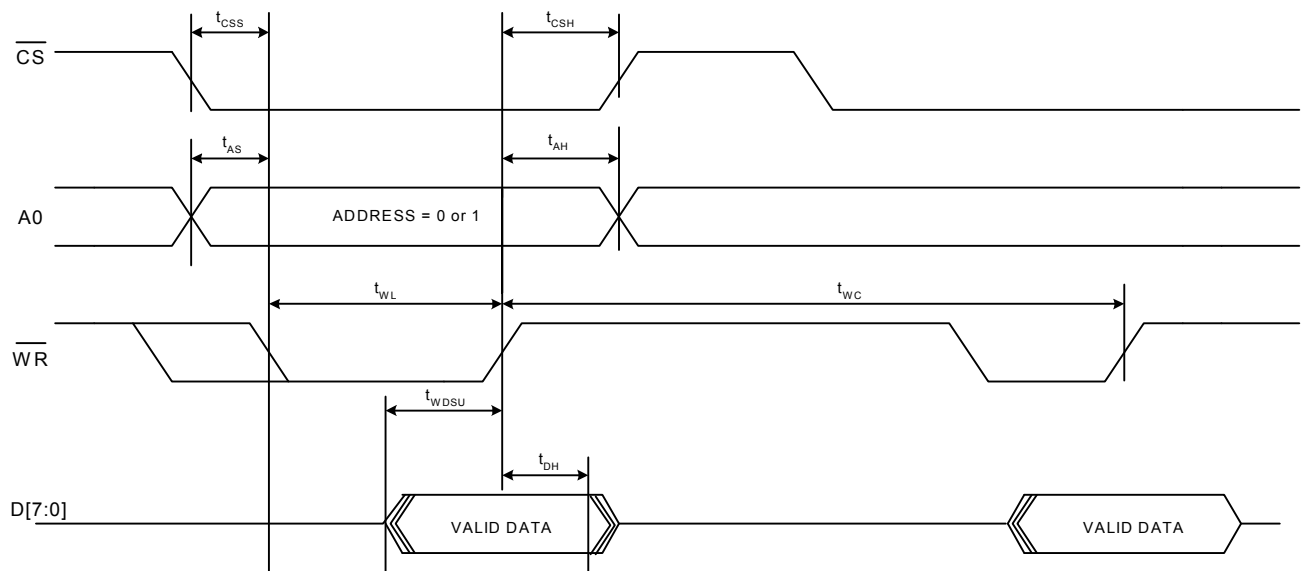 tCSS
tCSH
CS
tAS
tAH
A0
ADDRESS = 0 or 1
tWL
tWC
WR
tWDSU
tDH
D[7:0]
VALID DATA
VALID DATA